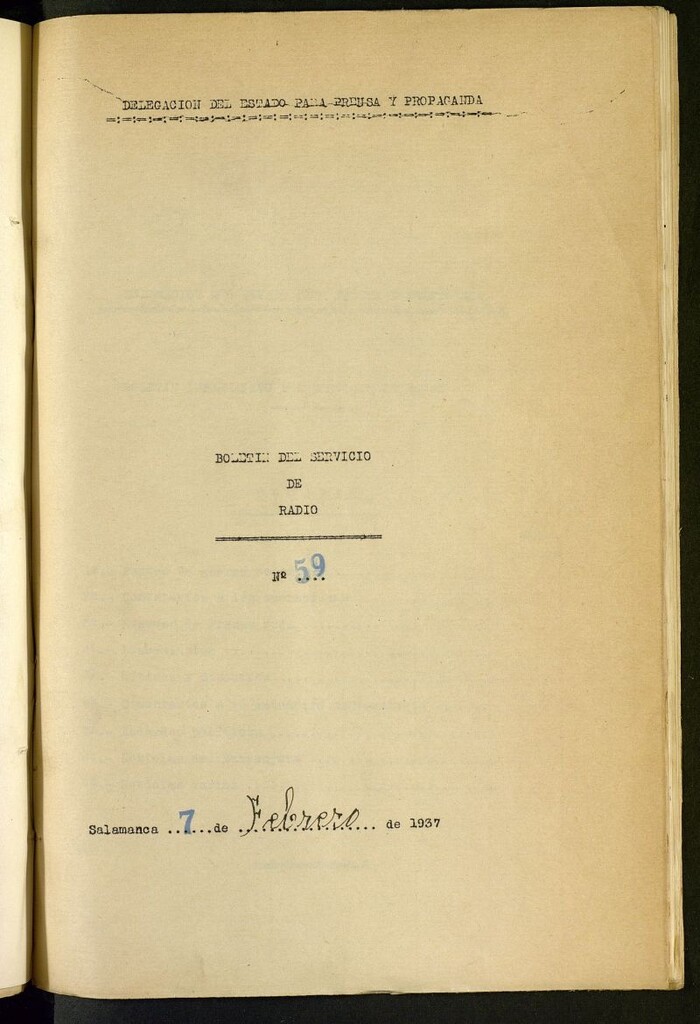 DELEGACION DEL ESTADO PARA PRENSA Y PROPAGANDA
BOLETIN DEL SERVICIO
DE
RADIO
Nº 59....
Salamanca ..7....de ..Febrero... de 1937